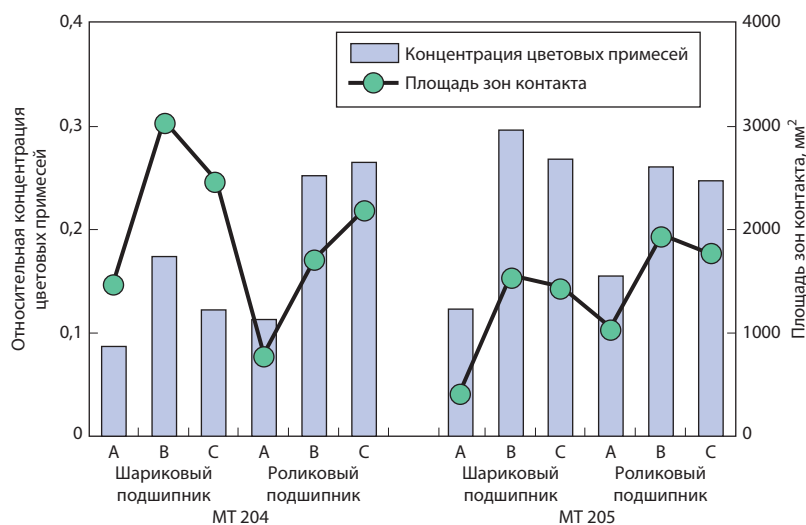 Относительная концентрация
цветовых примесей
0,4
0,3
0,2
0,1
0
Концентрация цветовых примесей
Площадь зон контакта
4000
3000
2000
1000
0
Площадь зон контакта, мм²
A B C A B C A B C A B C
Шариковый подшипник
Роликовый подшипник
Шариковый подшипник
Роликовый подшипник
МТ 204
МТ 205